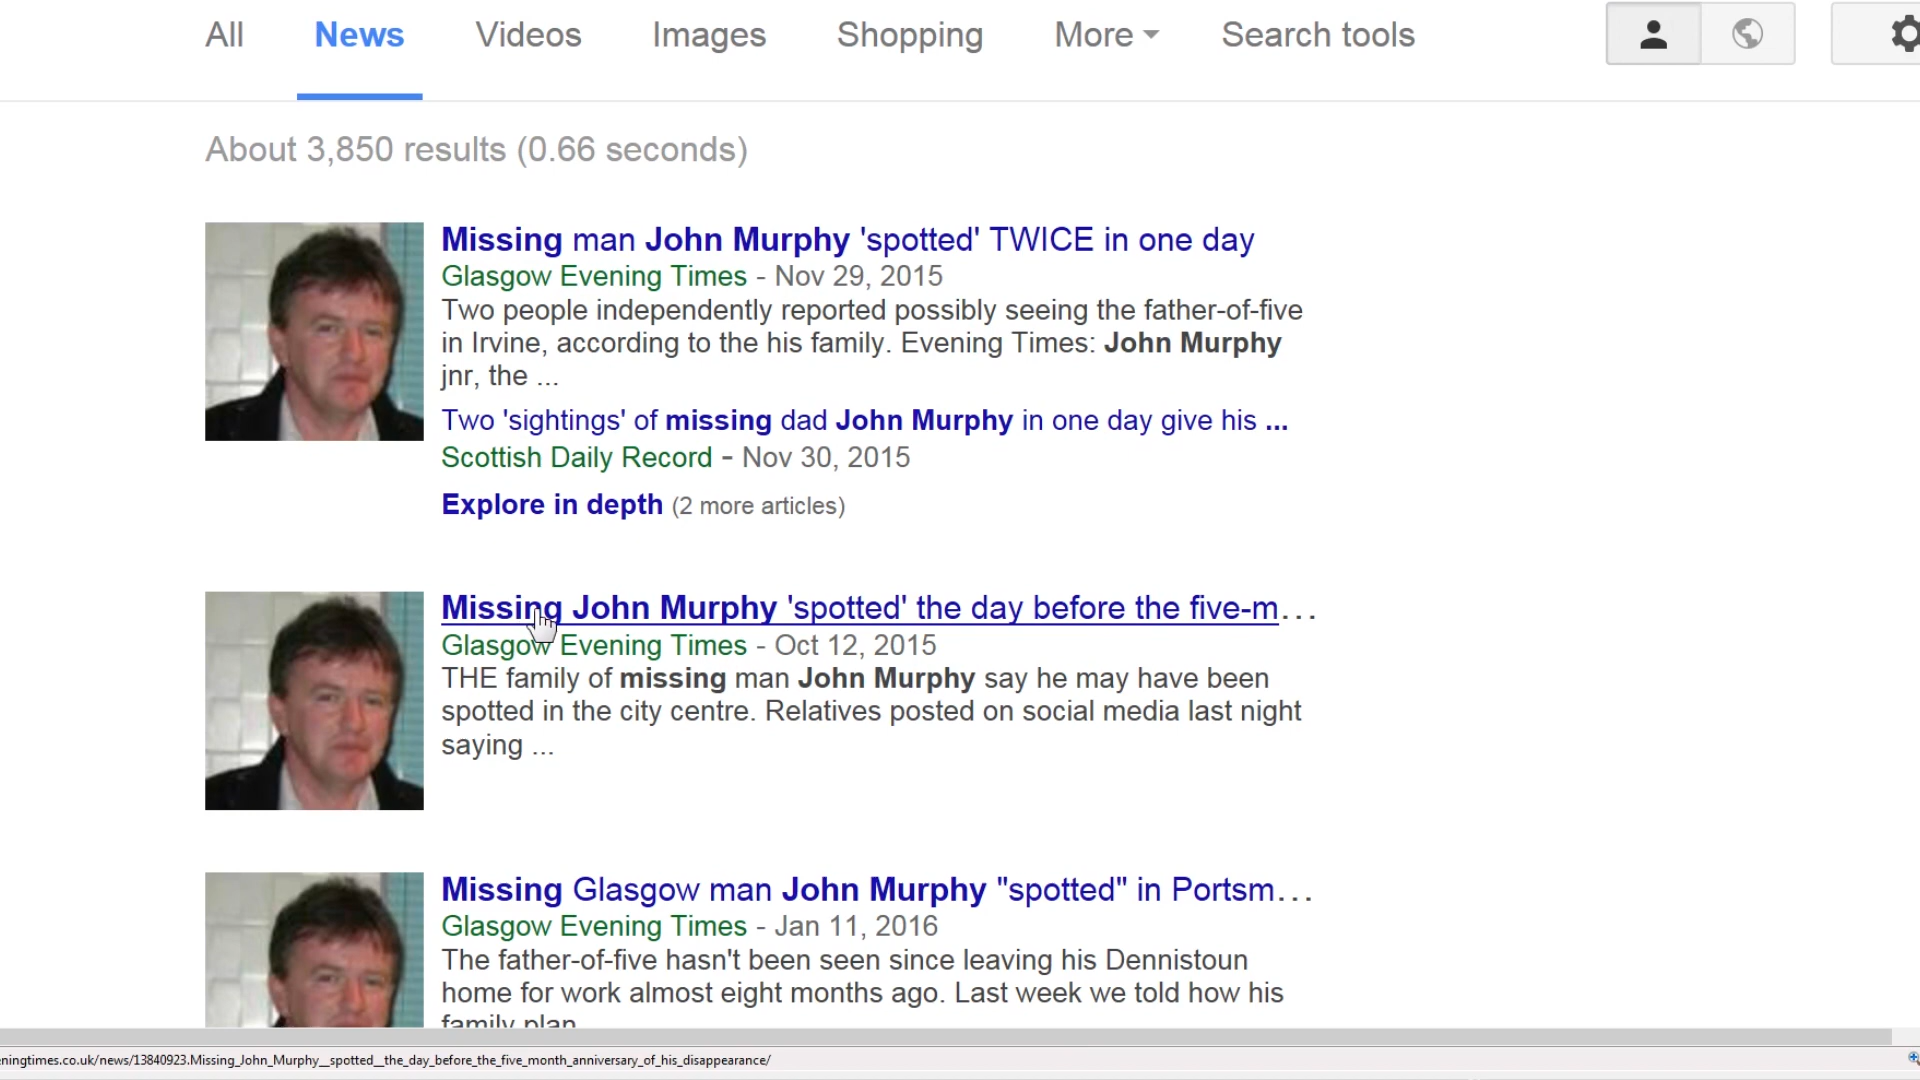 All News Videos Images Shopping More Search tools
About 3,850 results (0.66 seconds)
Missing man John Murphy 'spotted' TWICE in one day
Glasgow Evening Times - Nov 29, 2015
Two people independently reported possibly seeing the father-of-five
in Irvine, according to the his family. Evening Times: John Murphy
jnr, the ...
Two 'sightings' of missing dad John Murphy in one day give his ...
Scottish Daily Record - Nov 30, 2015
Explore in depth (2 more articles)
Missing John Murphy 'spotted' the day before the five-m...
Glasgow Evening Times - Oct 12, 2015
THE family of missing man John Murphy say he may have been
spotted in the city centre. Relatives posted on social media last night
saying ...
Missing Glasgow man John Murphy "spotted" in Portsm...
Glasgow Evening Times - Jan 11, 2016
The father-of-five hasn't been seen since leaving his Dennistoun
home for work almost eight months ago. Last week we told how his
family plan
eningtimes.co.uk/news/13840923.Missing_John_Murphy__spotted__the_day_before_the_five_month_anniversary_of_his_disappearance/